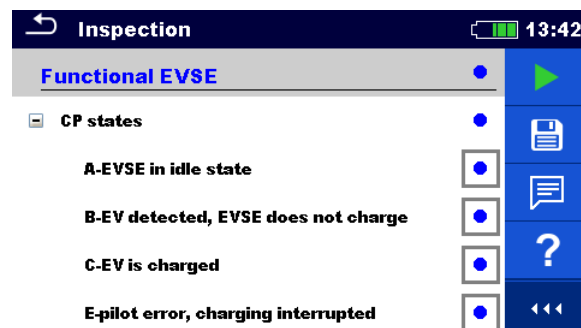 Inspection 13:42
Functional EVSE
CP states
A-EVSE in idle state
B-EV detected, EVSE does not charge
C-EV is charged
?
E-pilot error, charging interrupted